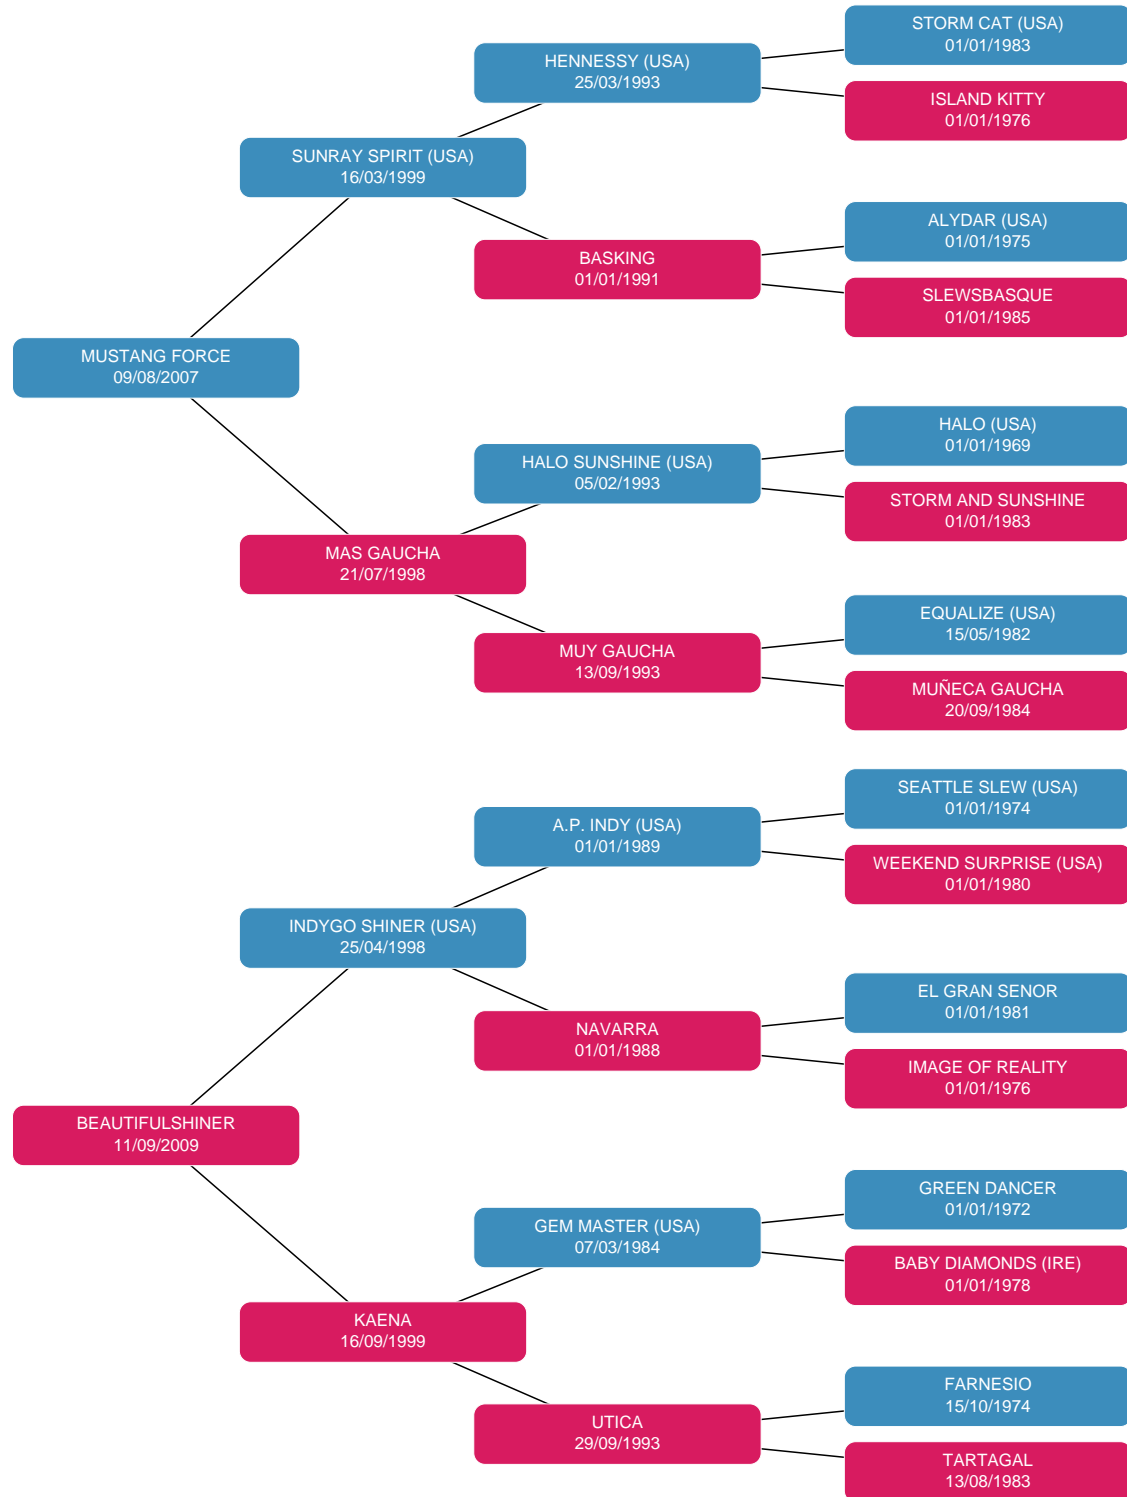 STORM CAT (USA)
01/01/1983
HENNESSY (USA)
25/03/1993
ISLAND KITTY
01/01/1976
SUNRAY SPIRIT (USA)
16/03/1999
ALYDAR (USA)
01/01/1975
BASKING
01/01/1991
SLEWSBASQUE
01/01/1985
MUSTANG FORCE
09/08/2007
HALO (USA)
01/01/1969
HALO SUNSHINE (USA)
05/02/1993
STORM AND SUNSHINE
01/01/1983
MAS GAUCHA
21/07/1998
EQUALIZE (USA)
15/05/1982
MUY GAUCHA
13/09/1993
MUÑECA GAUCHA
20/09/1984
SEATTLE SLEW (USA)
01/01/1974
A.P. INDY (USA)
01/01/1989
WEEKEND SURPRISE (USA)
01/01/1980
INDYGO SHINER (USA)
25/04/1998
EL GRAN SENOR
01/01/1981
NAVARRA
01/01/1988
IMAGE OF REALITY
01/01/1976
BEAUTIFULSHINER
11/09/2009
GREEN DANCER
01/01/1972
GEM MASTER (USA)
07/03/1984
BABY DIAMONDS (IRE)
01/01/1978
KAENA
16/09/1999
FARNESIO
15/10/1974
UTICA
29/09/1993
TARTAGAL
13/08/1983